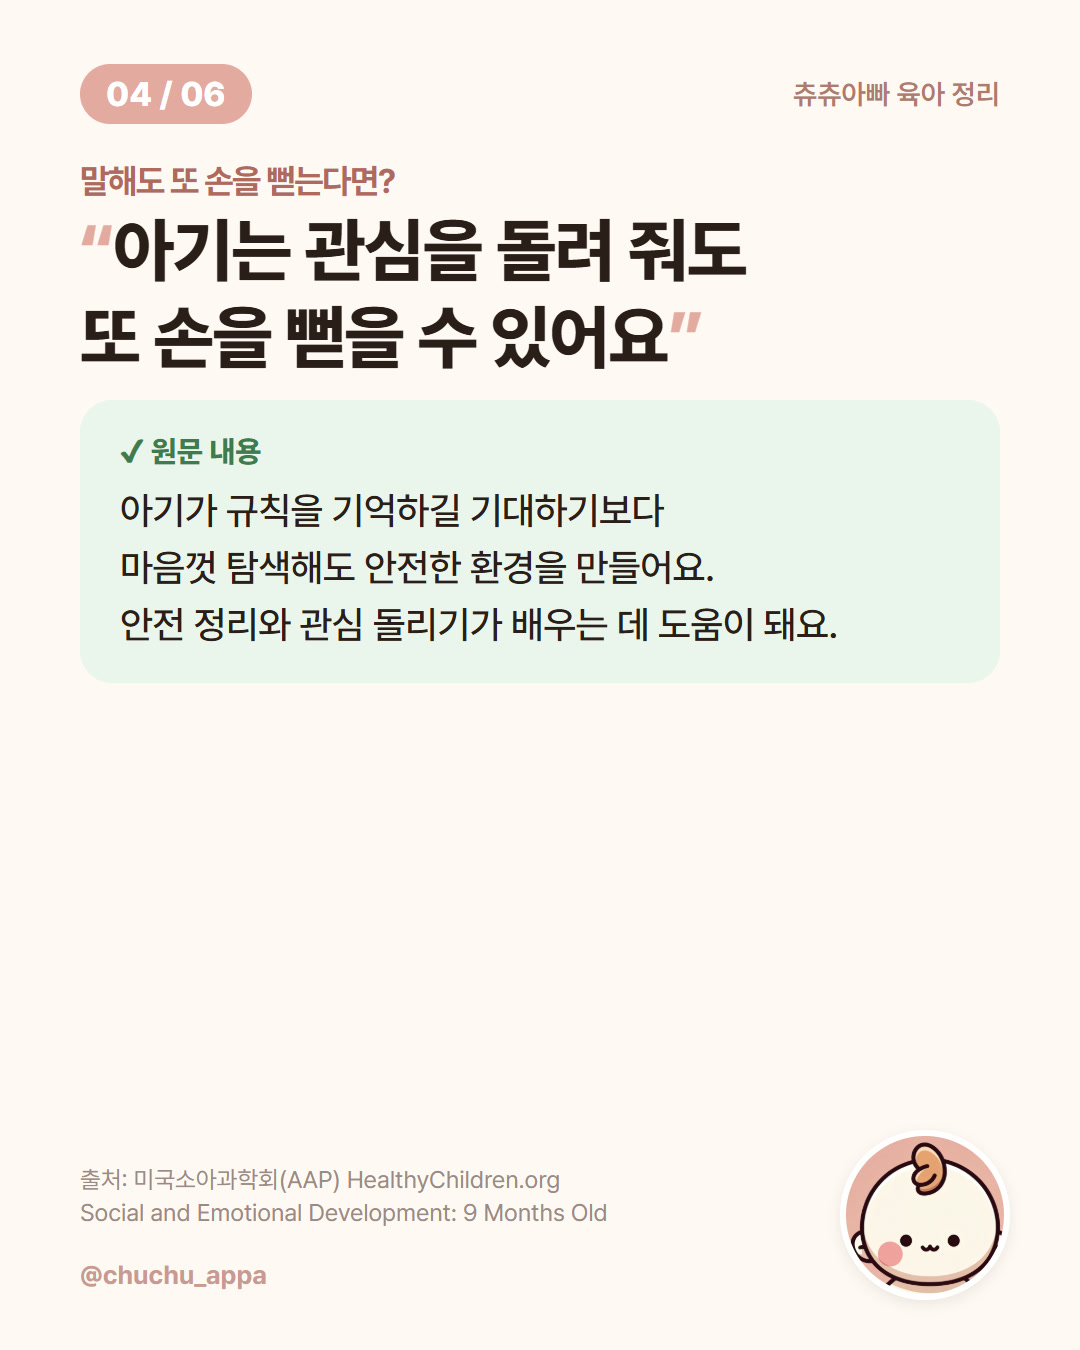 04 / 06
츄츄아빠 육아 정리
말해도 또 손을 뻗는다면?
“아기는 관심을 돌려 줘도
또 손을 뻗을 수 있어요”
✓ 원문 내용
아기가 규칙을 기억하길 기대하기보다
마음껏 탐색해도 안전한 환경을 만들어요.
안전 정리와 관심 돌리기가 배우는 데 도움이 돼요.
출처: 미국소아과학회(AAP) HealthyChildren.org
Social and Emotional Development: 9 Months Old
@chuchu_appa